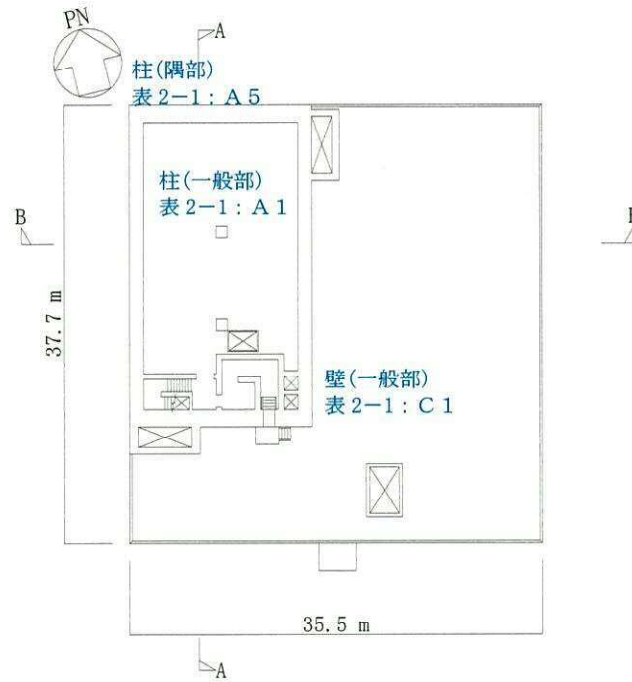 PN
A
柱(隅部)
表2-1:A5
柱(一般部)
表2-1:A1
B
37.7 m
壁(一般部)
表2-1:C1
35.5 m
A